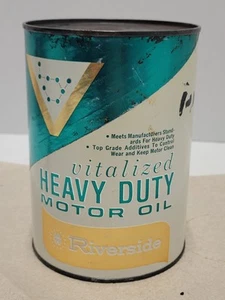 • Meets Manufacturers Stand-
ards For Heavy Duty
• Top Grade Additives To Control
Wear and Keep Motor Clean
vitalized
HEAVY DUTY
MOTOR OIL
Riverside